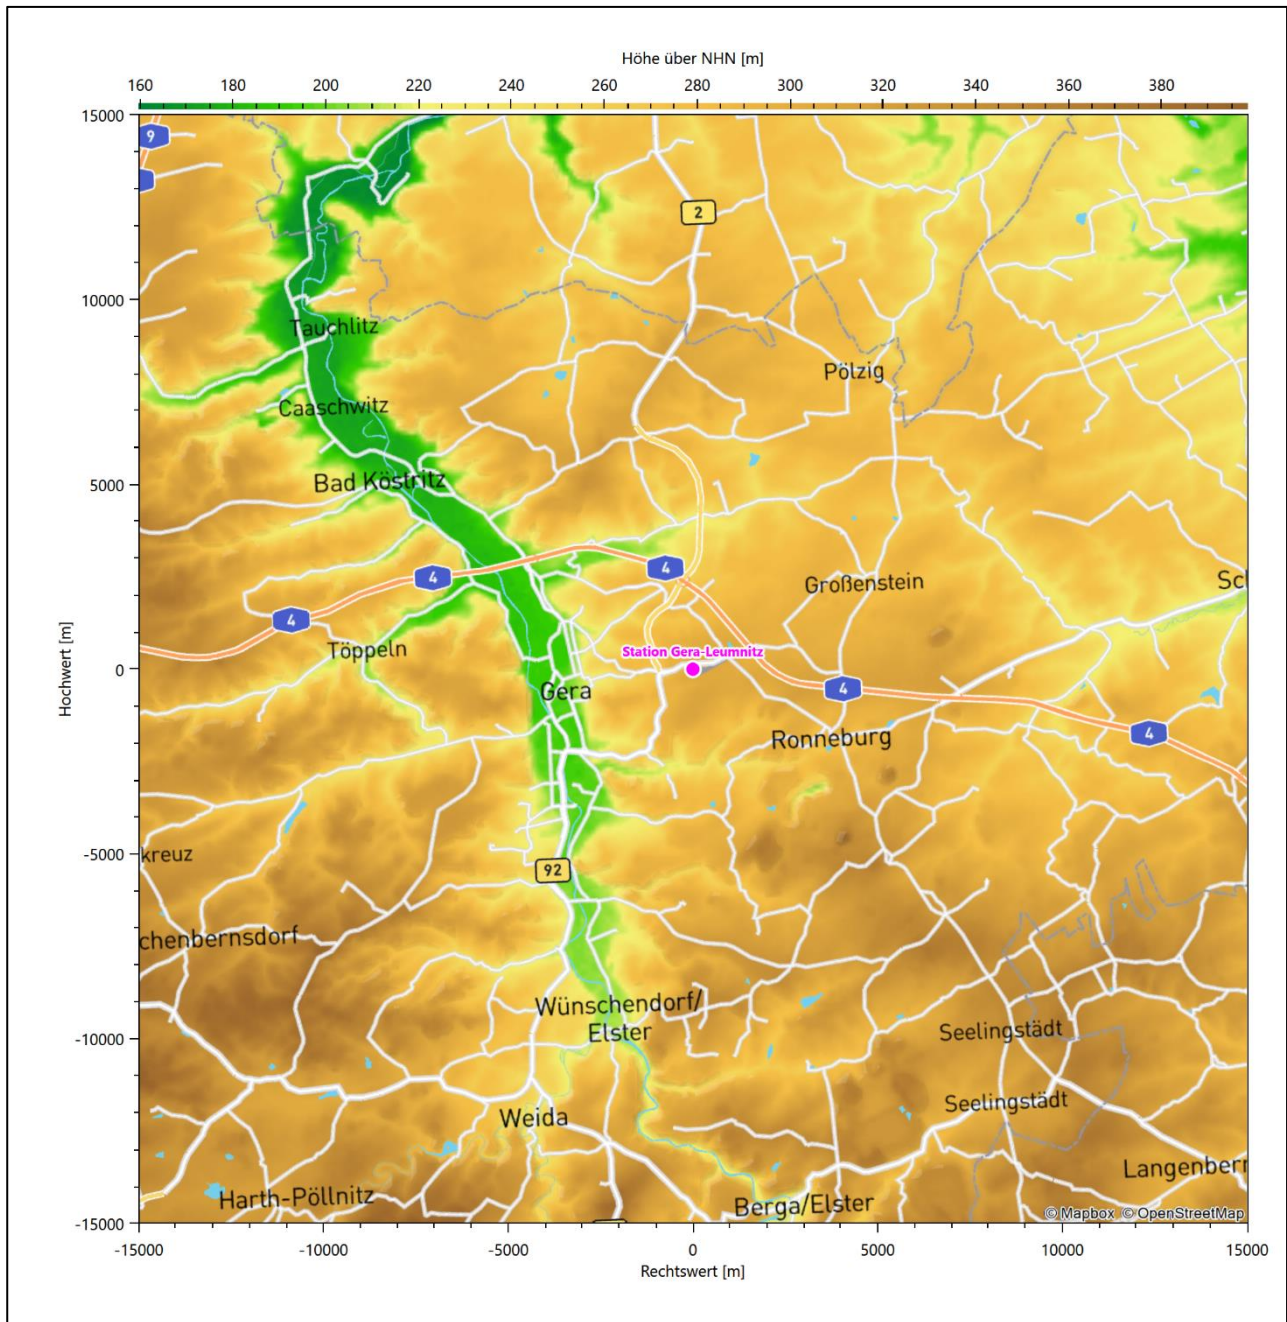 Höhe über NHN [m]
160 180 200 220 240 260 280 300 320 340 360 380
15000
9
2
10000
Tauchlitz
Pölzig
Caaschwitz
5000
Bad Köstritz
4
4
Großenstein
Sc
4
Töppeln
Station Gera-Leumnitz
0
4
Gera
Ronneburg
4
Hochwert [m]
-5000
kreuz
92
chenbernsdorf
Wünschendorf/
Elster
Seelingstädt
-10000
Seelingstädt
Weida
Langenber
Harth-Pöllnitz
Berga/Elster
© Mapbox © OpenStreetMap
-15000
-15000 -10000 -5000 0 5000 10000 15000
Rechtswert [m]